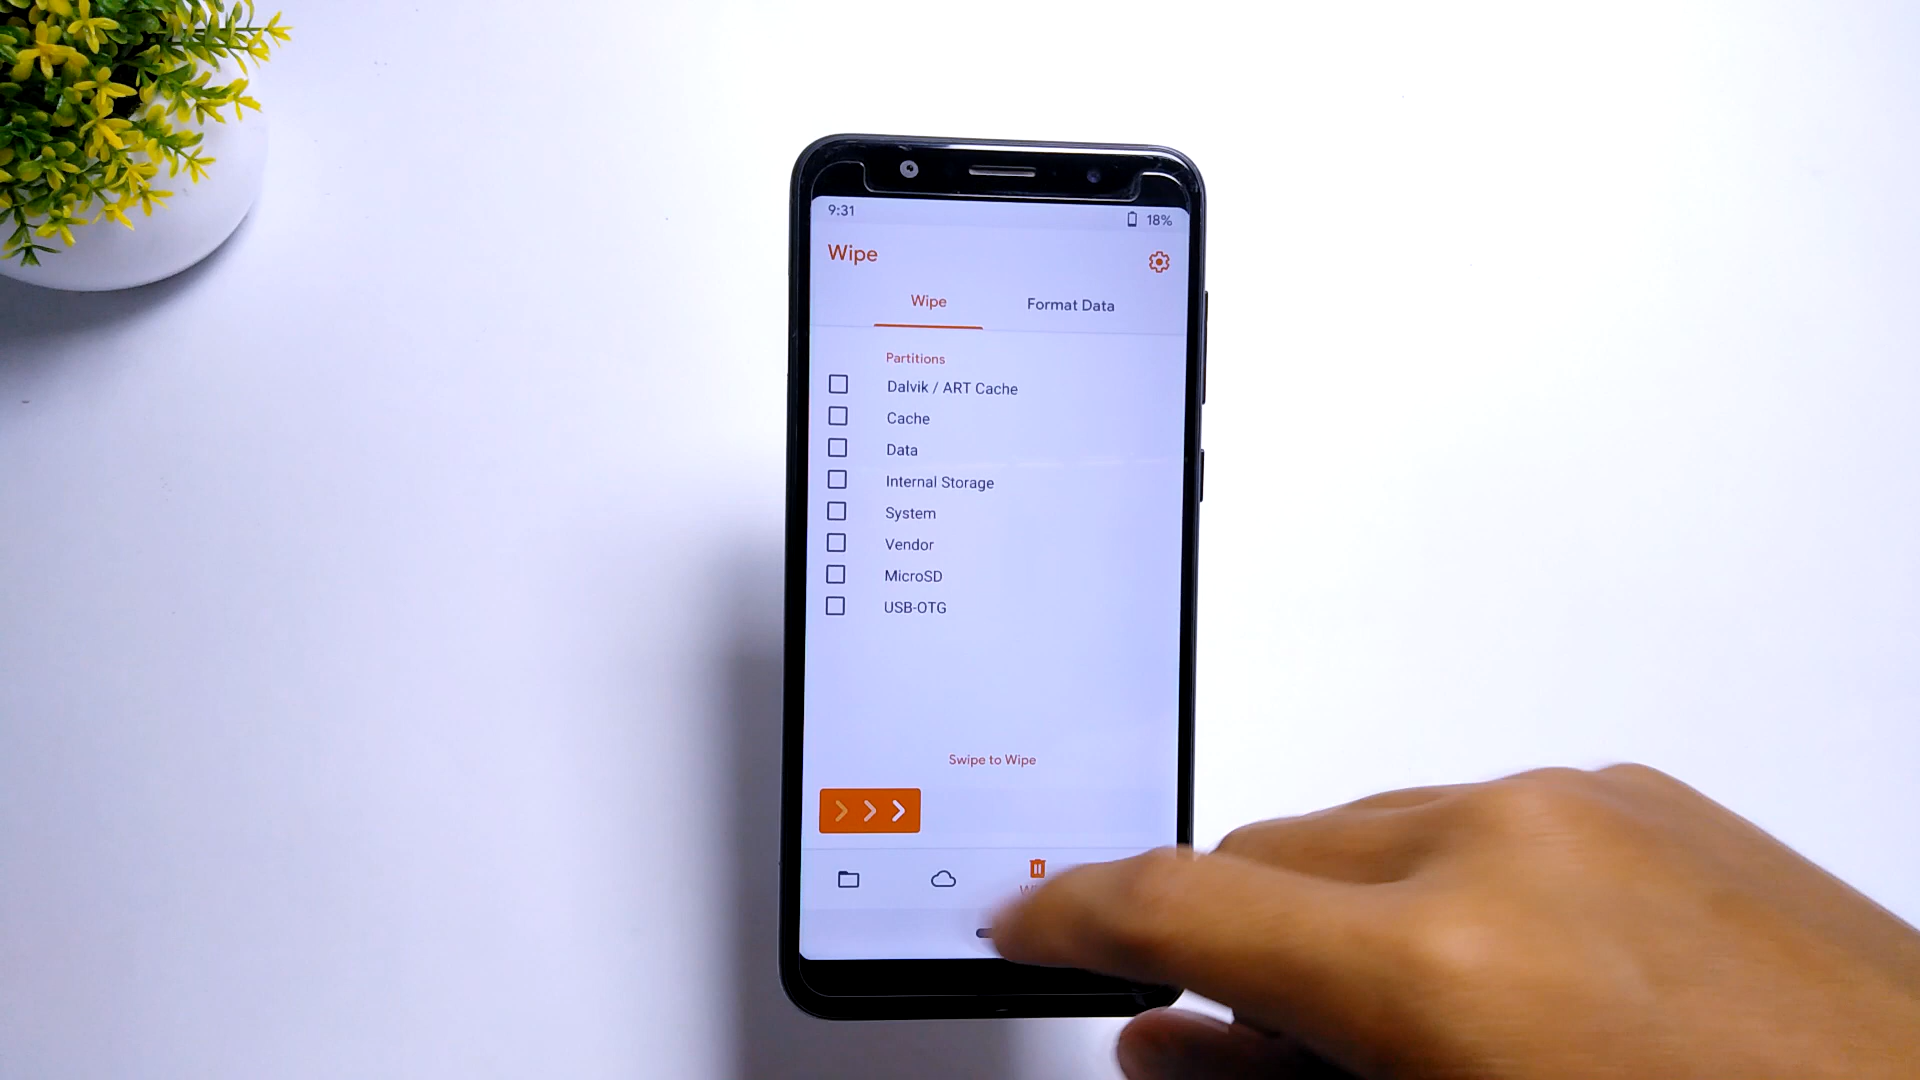 9:31
18%
Wipe
Wipe
Format Data
Partitions
Dalvik / ART Cache
Cache
Data
Internal Storage
System
Vendor
MicroSD
USB-OTG
Swipe to Wipe